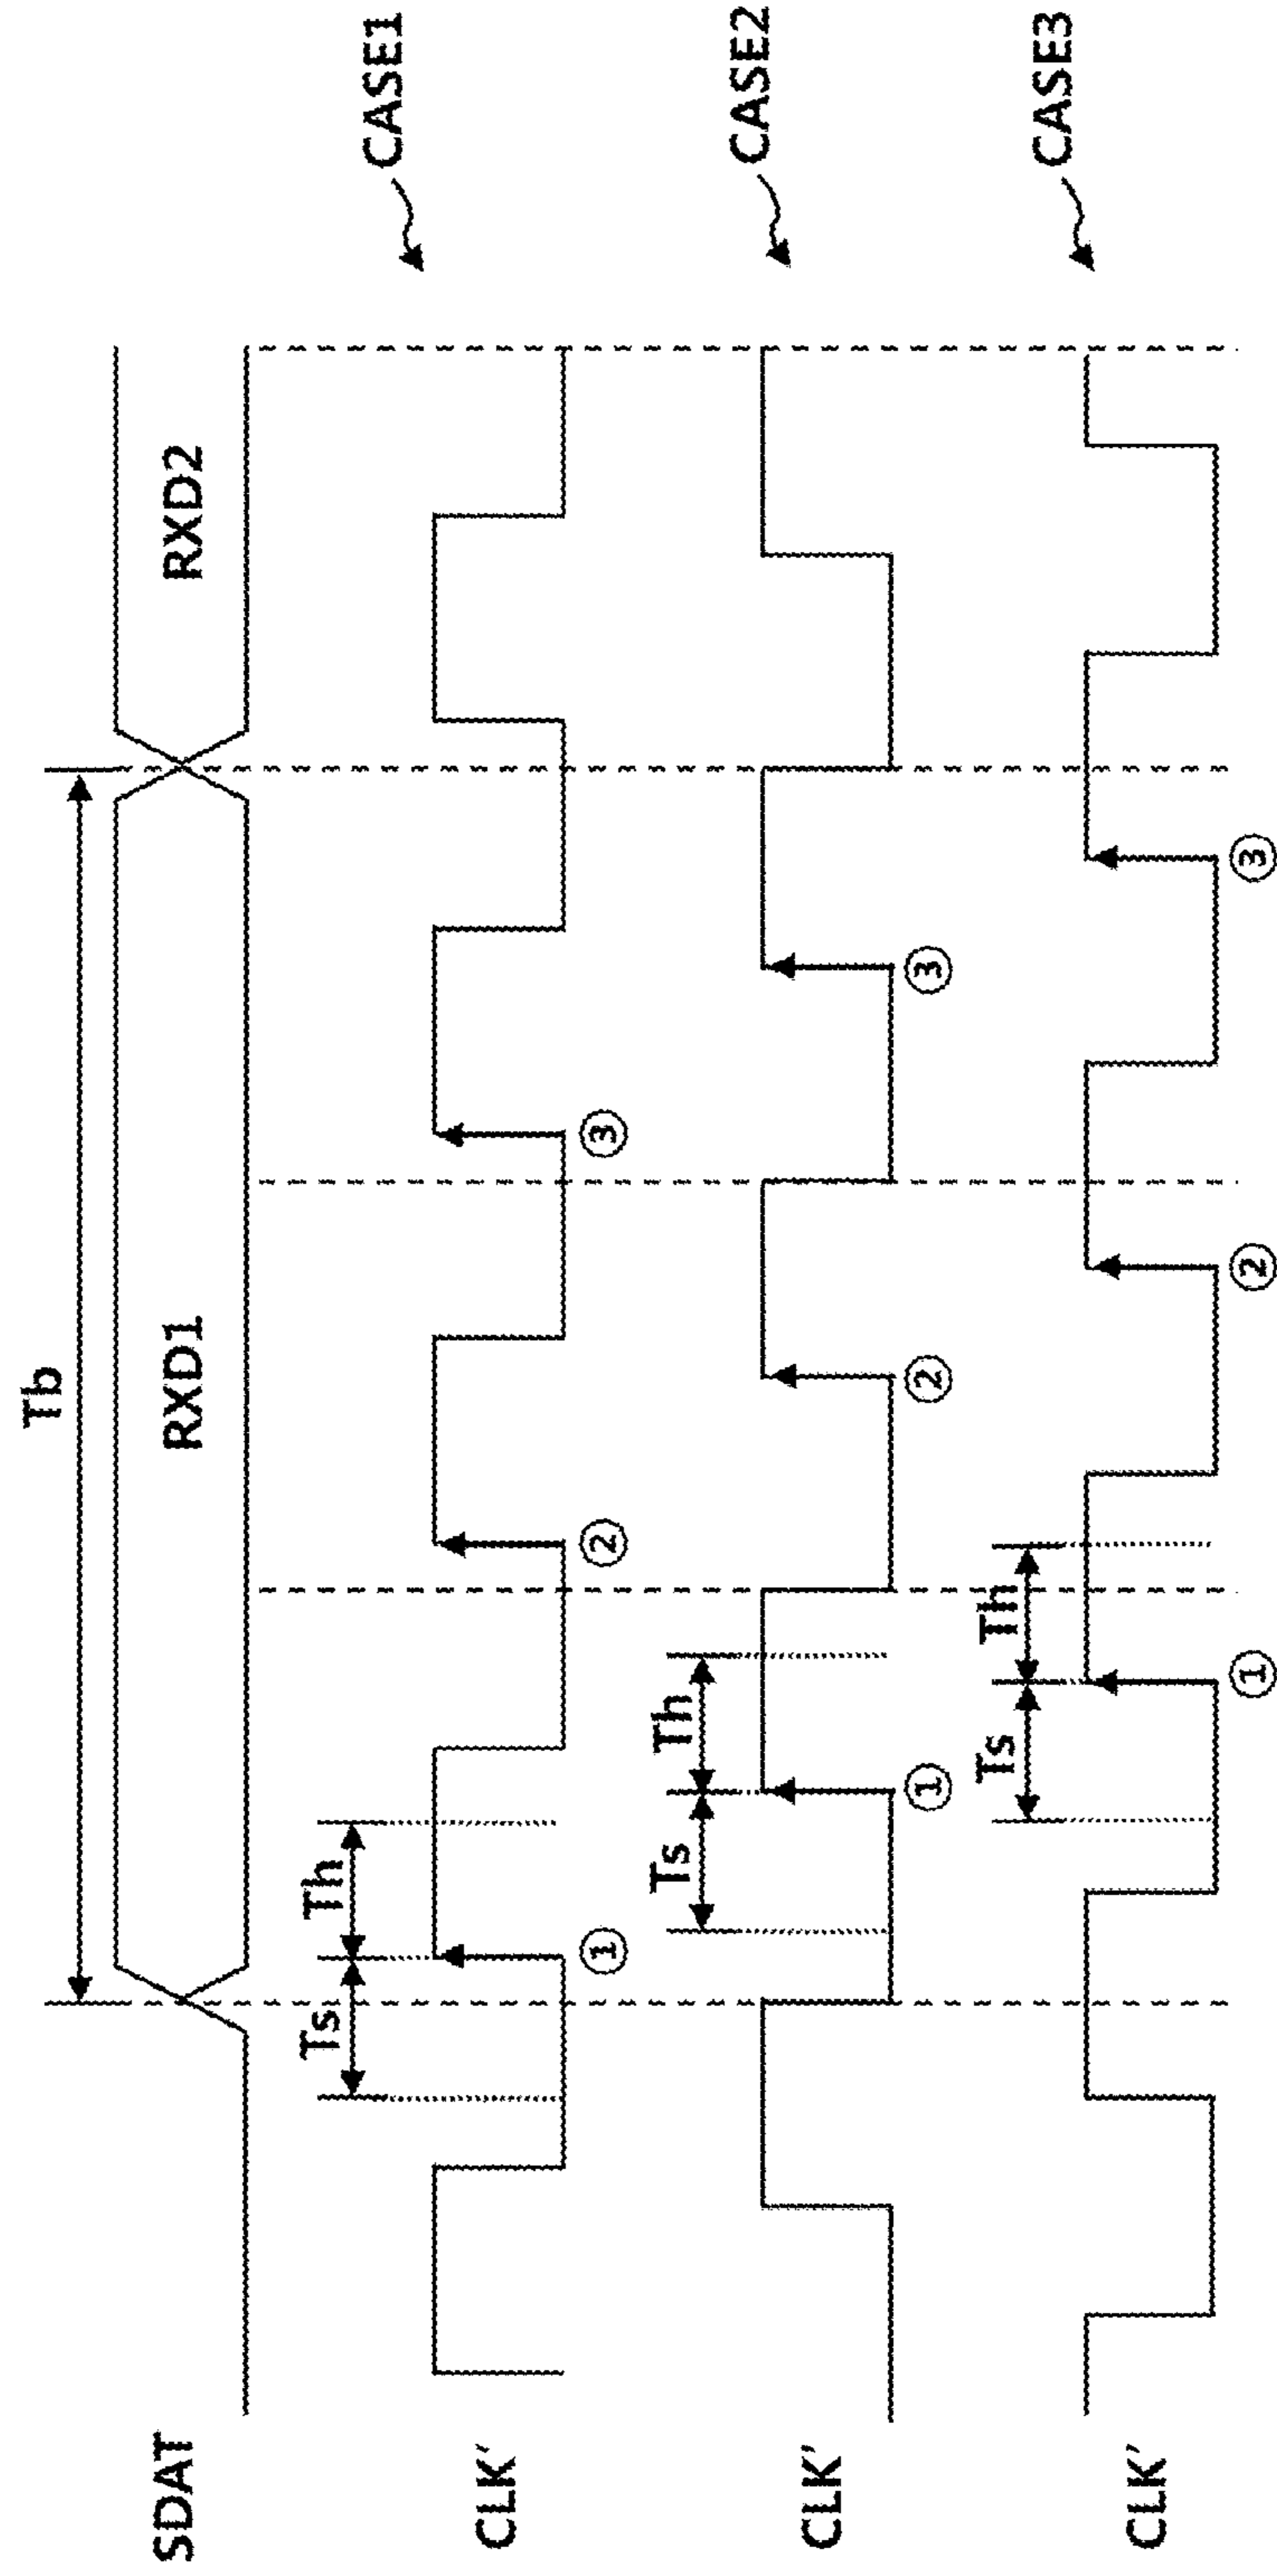 Tb
SDAT RXD1 RXD2
Ts Th
CLK′ ① ② ③ CASE1
Ts Th
CLK′ ① ② ③ CASE2
Ts Th
CLK′ ① ② ③ CASE3